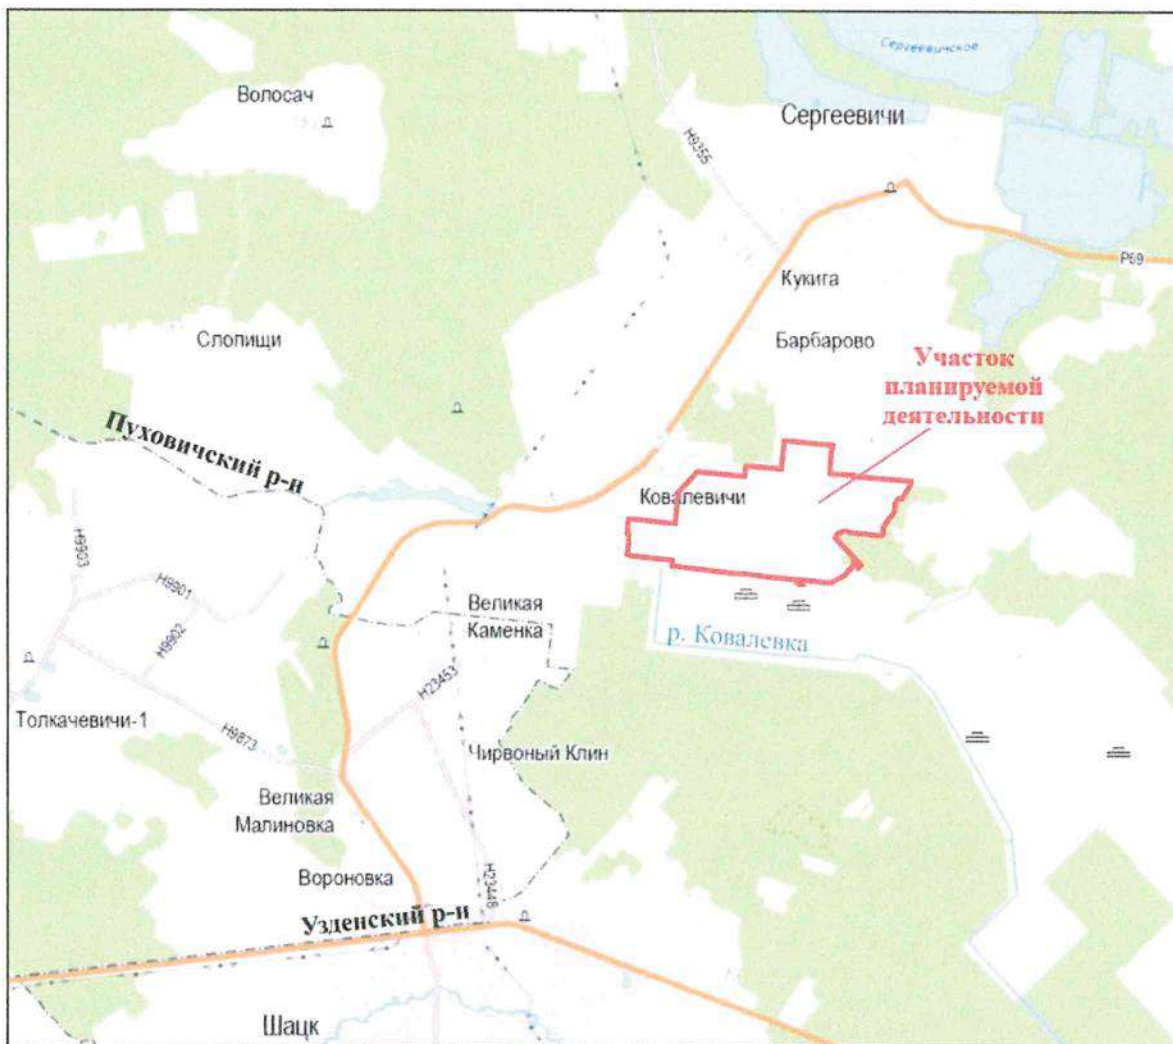 Сергеевичское
Волосач
Сергеевичи
Н9355
Р69
Кукига
Слопищи
Барбарово
Участок
планируемой
деятельности
Пуховичский р-н
Ковалевичи
Н9903
Н9901
Н9902
Великая
Каменка
р. Ковалевка
Н23453
Толкачевичи-1
Н9873
Чирвоный Клин
Великая
Малиновка
Вороновка
Н23448
Узденский р-н
Шацк